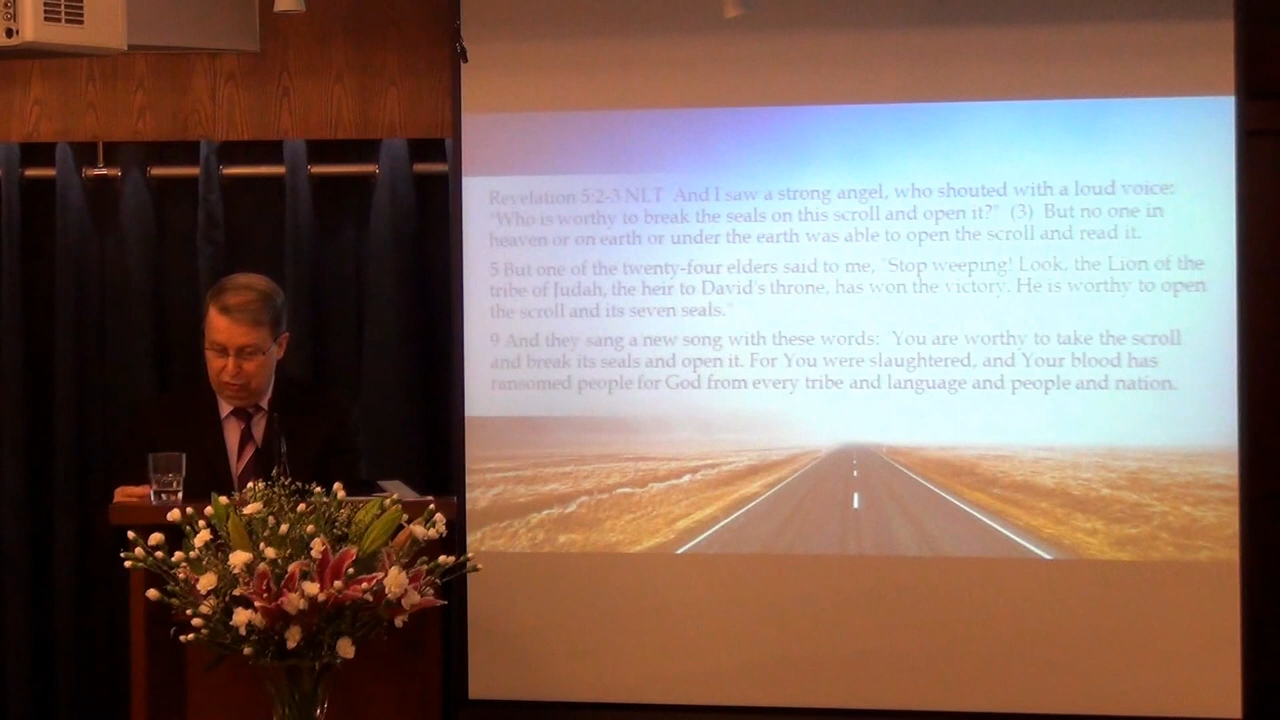 Revelation 5:2-3 NLT  And I saw a strong angel, who shouted with a loud voice:
"Who is worthy to break the seals on this scroll and open it?"  (3)  But no one in
heaven or on earth or under the earth was able to open the scroll and read it.
5 But one of the twenty-four elders said to me, "Stop weeping! Look, the Lion of the
tribe of Judah, the heir to David's throne, has won the victory. He is worthy to open
the scroll and its seven seals."
9 And they sang a new song with these words:  You are worthy to take the scroll
and break its seals and open it. For You were slaughtered, and Your blood has
ransomed people for God from every tribe and language and people and nation.